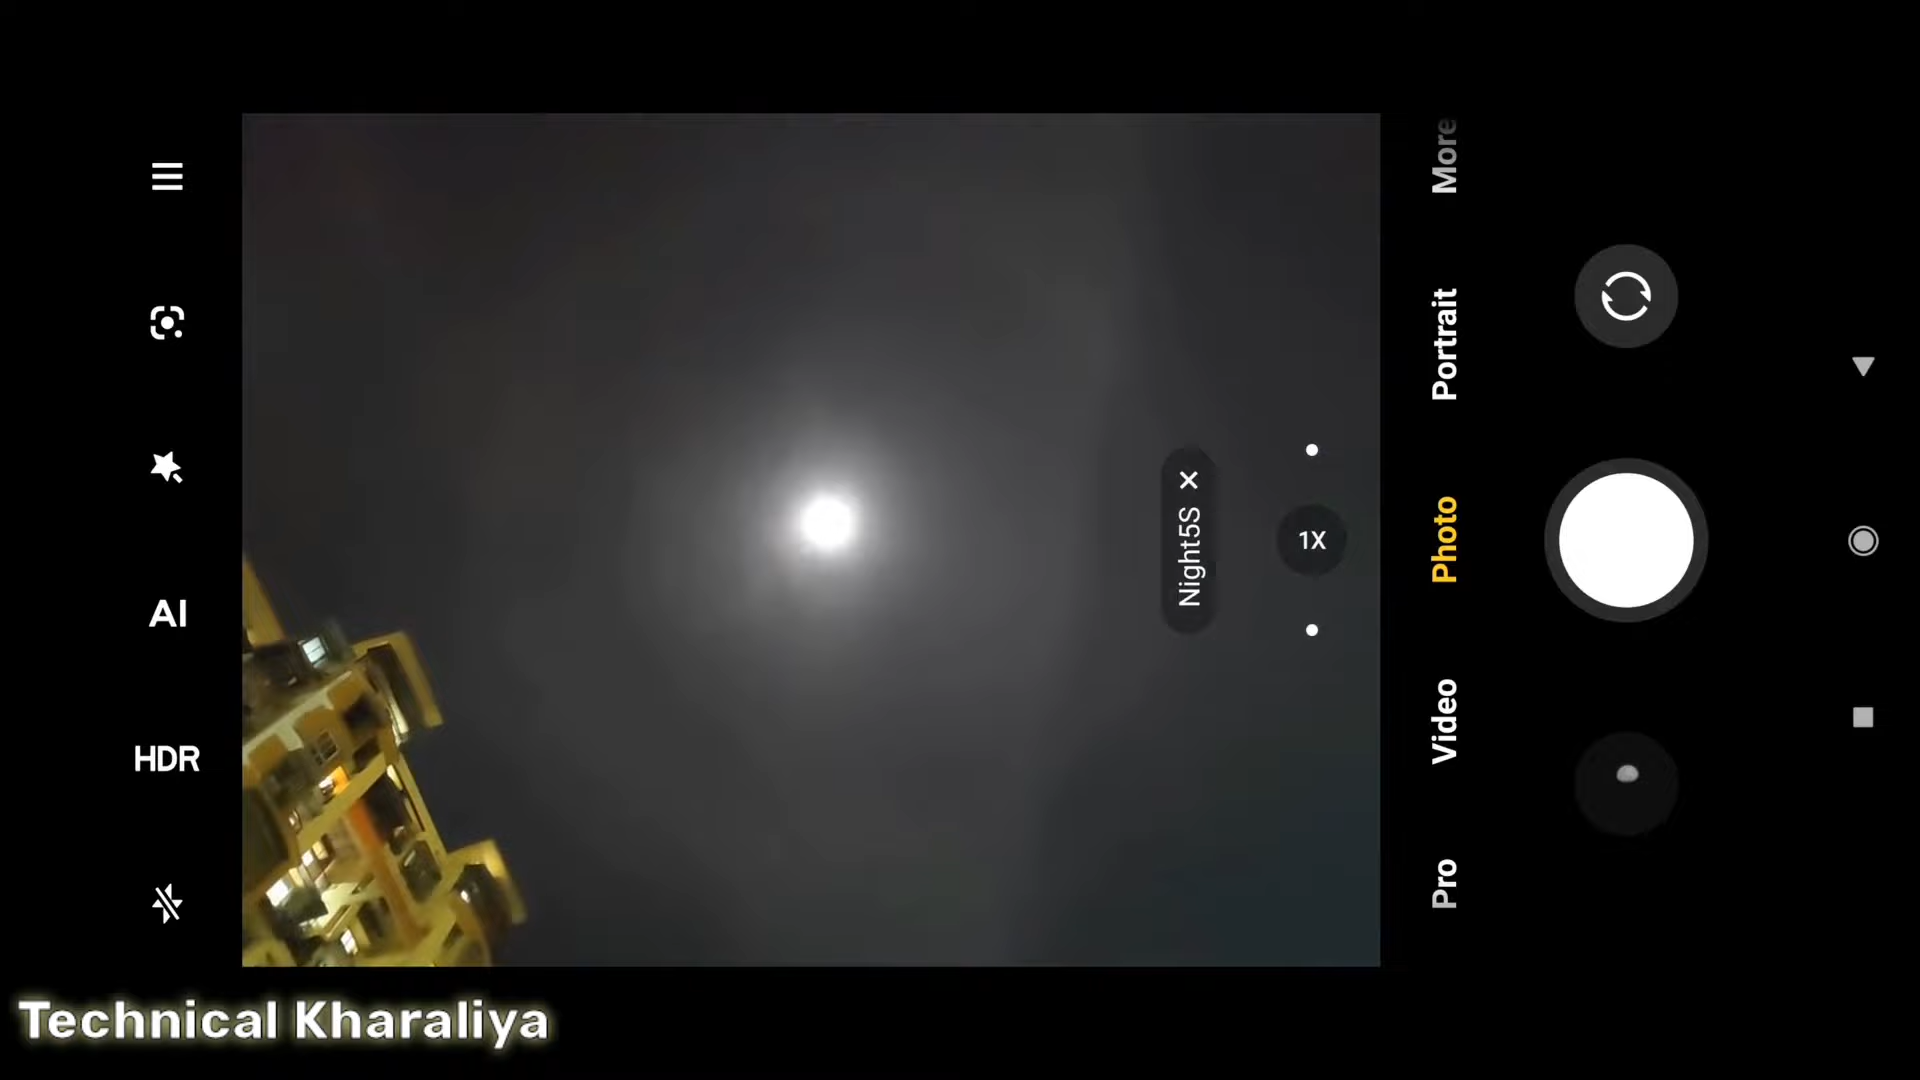 AI
HDR
Night5S
1X
More
Portrait
Photo
Video
Pro
Technical Kharaliya